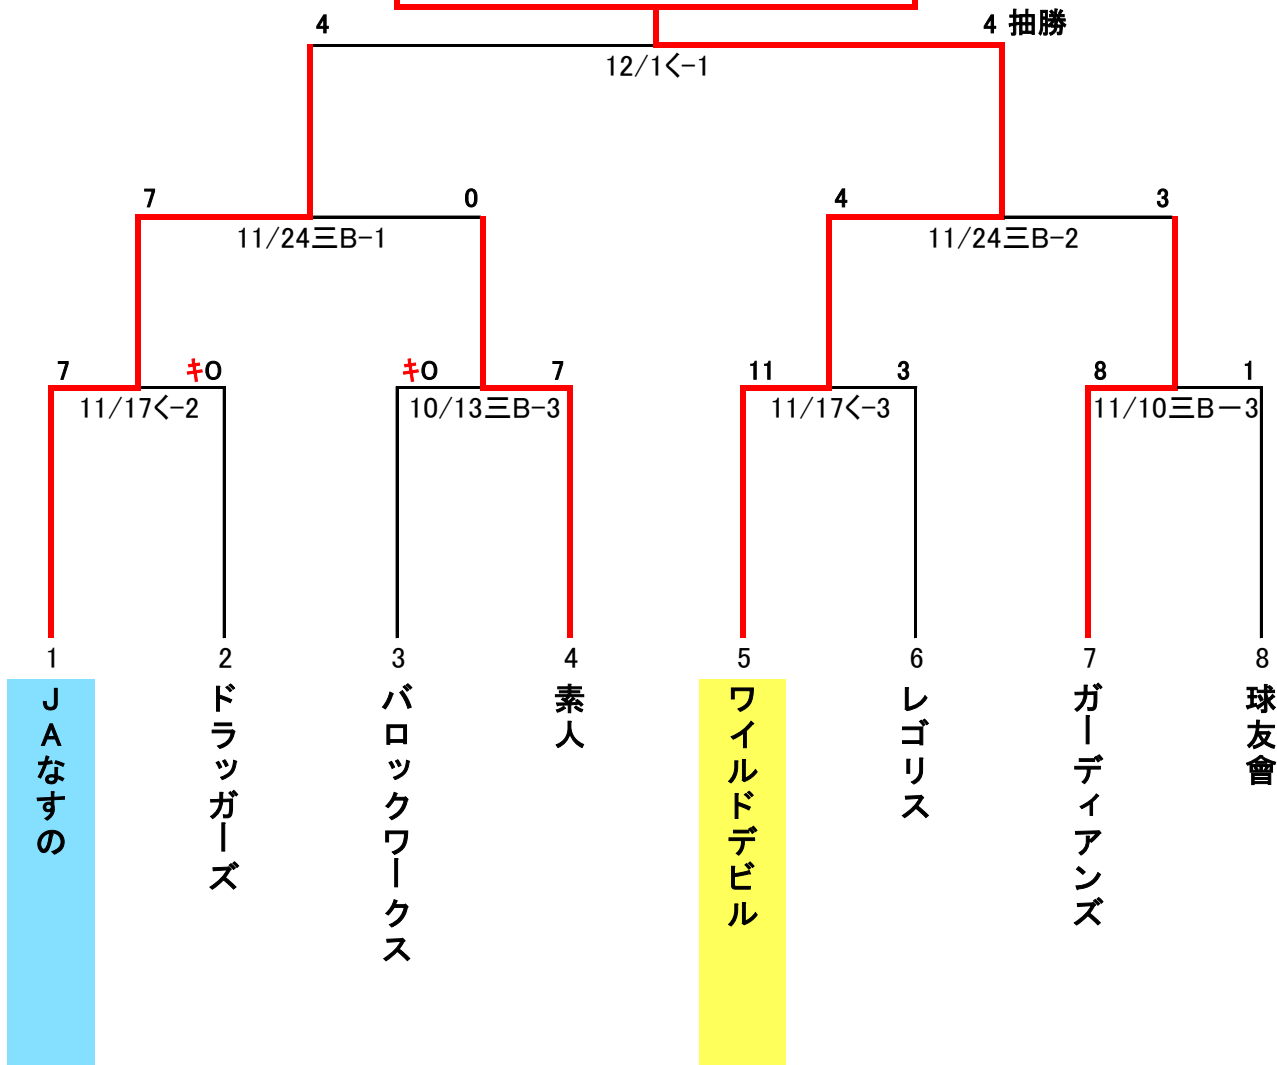 4 4 抽勝
12/1く-1
7 0 4 3
11/24三B-1 11/24三B-2
7 キ0 キ0 7 11 3 8 1
11/17く-2 10/13三B-3 11/17く-3 11/10三B－3
1 2 3 4 5 6 7 8
JAなすの
ドラッガーズ
バロックワークス
素人
ワイルドデビル
レゴリス
ガーディアンズ
球友會